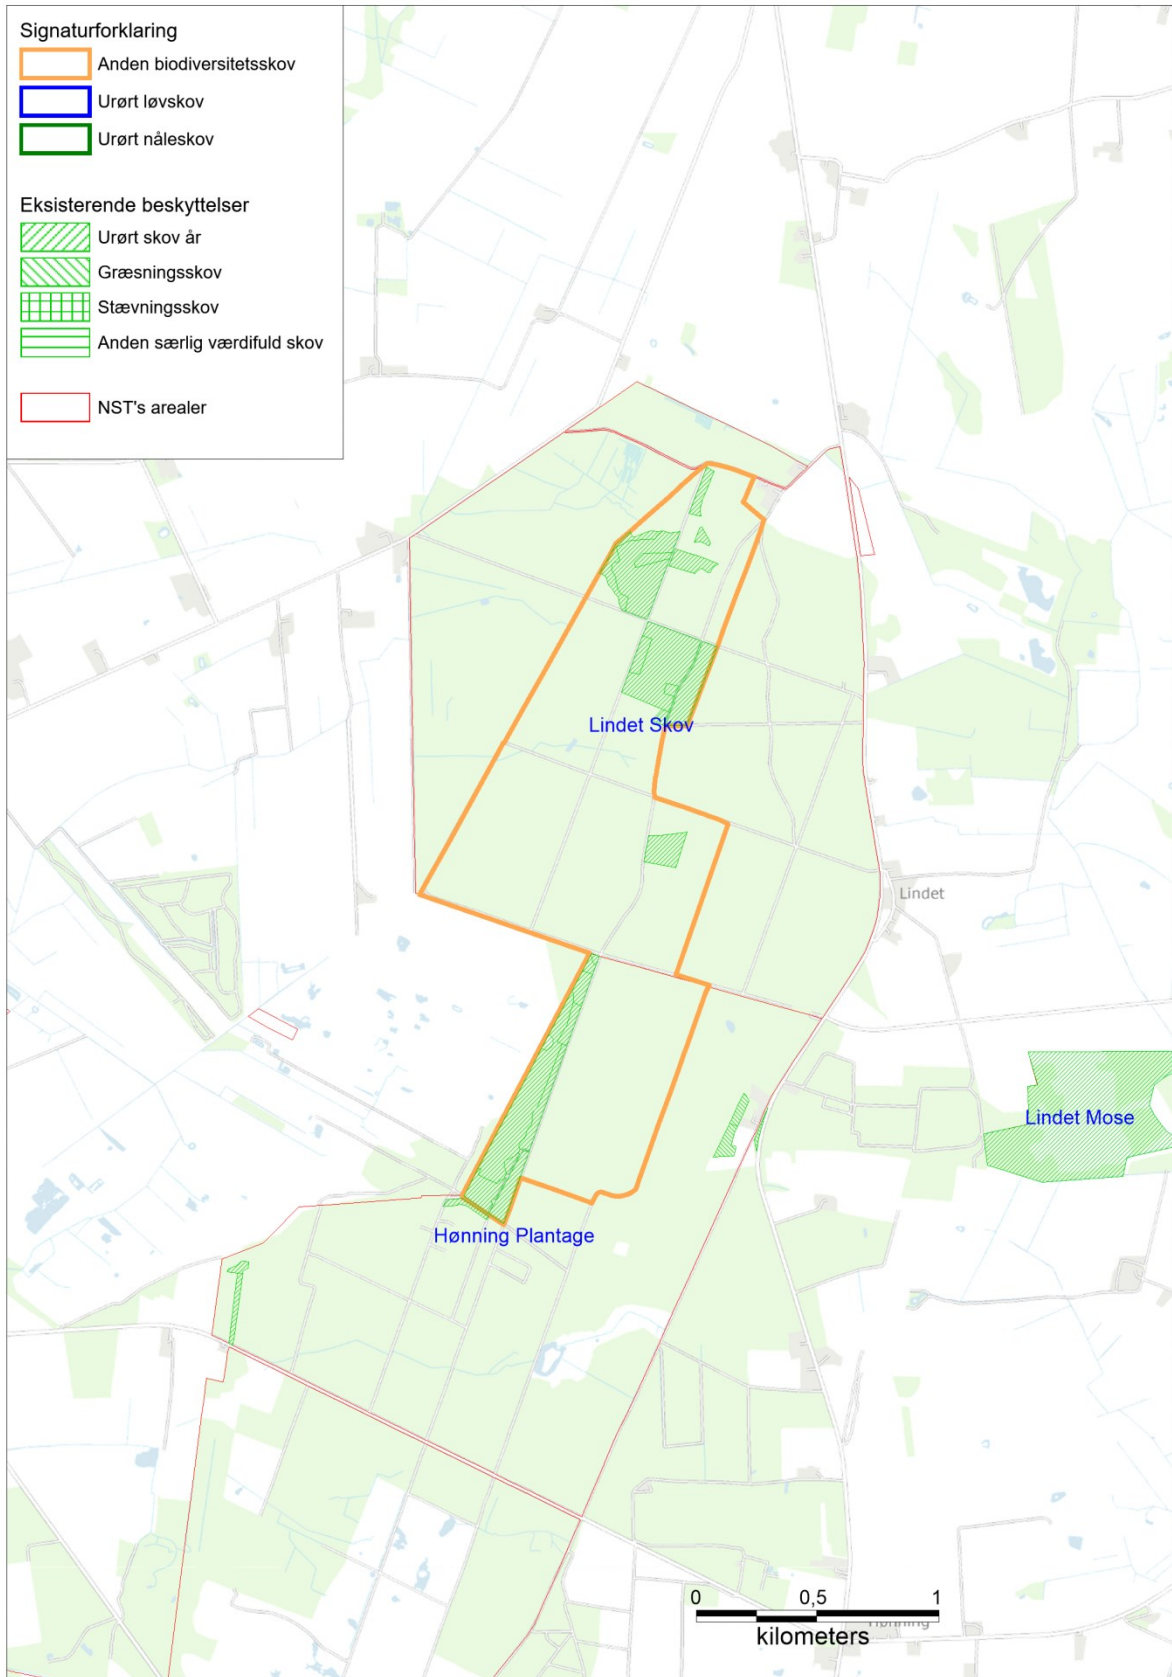 Signaturforklaring
Anden biodiversitetsskov
Urørt løvskov
Urørt nåleskov
Eksisterende beskyttelser
Urørt skov år
Græsningsskov
Stævningsskov
Anden særlig værdifuld skov
NST's arealer
Lindet Skov
Lindet
Lindet Mose
Hønning Plantage
0 0,5 1
kilometers
Hønning